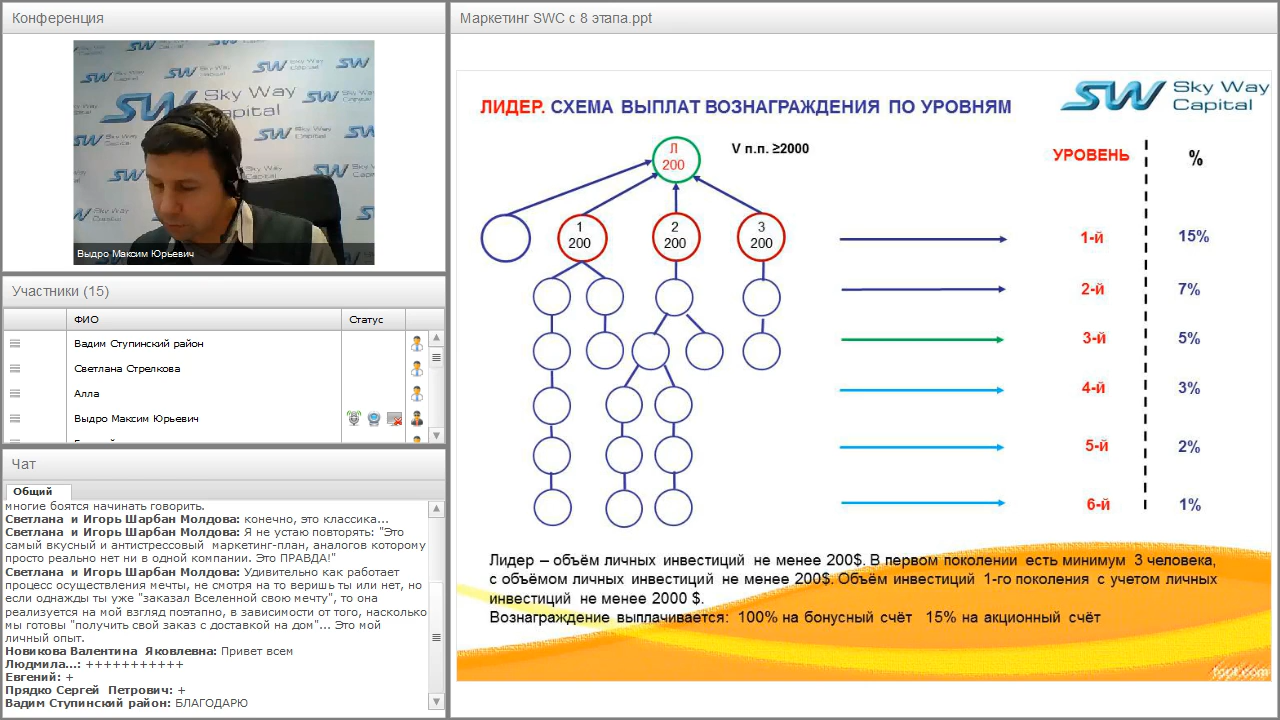 Конференция
SW Sky Way Capital
Выдро Максим Юрьевич
Участники (15)
ФИО Статус
Вадим Ступинский район
Светлана Стрелкова
Алла
Выдро Максим Юрьевич
Чат
Общий
многие боятся начинать говорить.
Светлана и Игорь Шарбан Молдова: конечно, это классика...
Светлана и Игорь Шарбан Молдова: Я не устаю повторять: "Это
самый вкусный и антистрессовый маркетинг-план, аналогов которому
просто реально нет ни в одной компании. Это ПРАВДА!"
Светлана и Игорь Шарбан Молдова: Удивительно как работает
процесс осуществления мечты, не смотря на то веришь ты или нет, но
если однажды ты уже "заказал Вселенной свою мечту", то она
реализуется на мой взгляд поэтапно, в зависимости от того, насколько
мы готовы "получить свой заказ с доставкой на дом"... Это мой
личный опыт.
Новикова Валентина Яковлевна: Привет всем
Людмила...: +++++++++++
Евгений: +
Прядко Сергей Петрович: +
Вадим Ступинский район: БЛАГОДАРЮ
Маркетинг SWC с 8 этапа.ppt
SW Sky Way
Capital
ЛИДЕР. СХЕМА ВЫПЛАТ ВОЗНАГРАЖДЕНИЯ ПО УРОВНЯМ
Л
200
V п.п. ≥2000
УРОВЕНЬ %
1
200
2
200
3
200
1-й 15%
2-й 7%
3-й 5%
4-й 3%
5-й 2%
6-й 1%
Лидер – объём личных инвестиций не менее 200$. В первом поколении есть минимум 3 человека,
с объёмом личных инвестиций не менее 200$. Объём инвестиций 1-го поколения с учетом личных
инвестиций не менее 2000 $.
Вознаграждение выплачивается: 100% на бонусный счёт 15% на акционный счёт
fppt.com